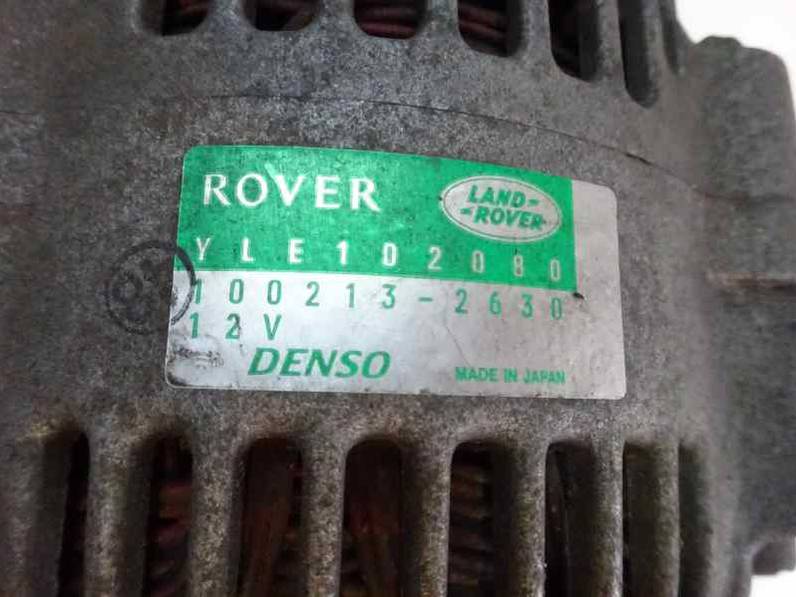 ROVER
LAND-
-ROVER
YLE102080
100213-2630
12V
DENSO
MADE IN JAPAN